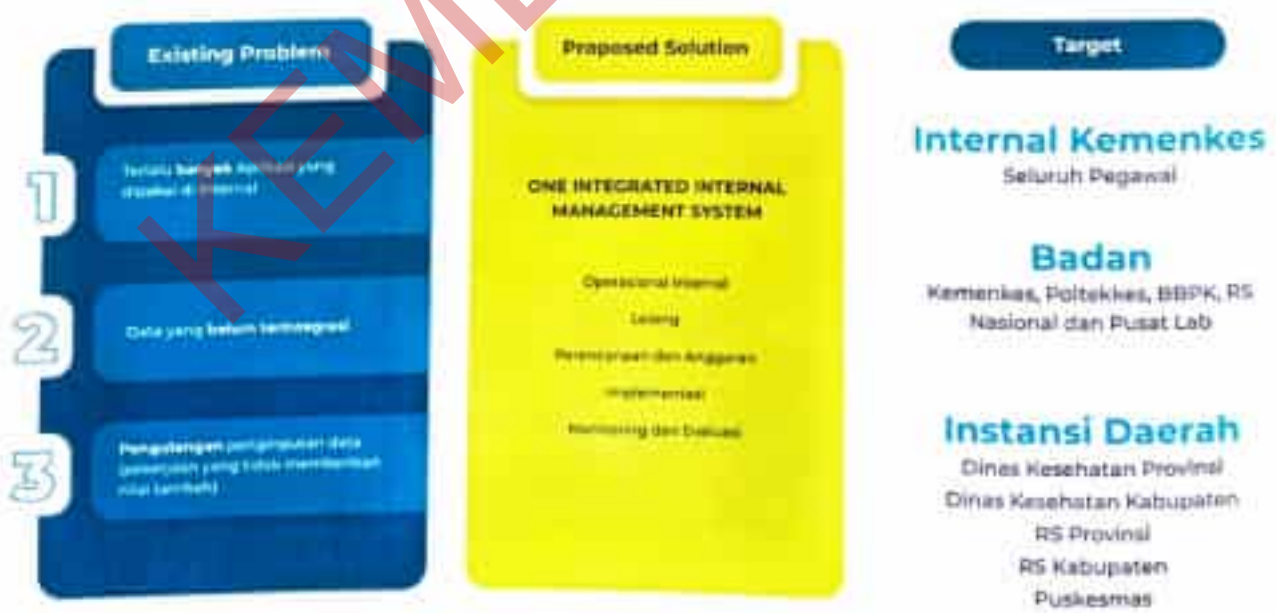 Existing Problem
1
Terlalu banyak Aplikasi yang
dipakai di Internal
2
Data yang belum terintegrasi
3
Pengulangan penginputan data
(pekerjaan yang tidak memberikan
nilai tambah)
Proposed Solution
ONE INTEGRATED INTERNAL
MANAGEMENT SYSTEM
Operasional Internal
Lelang
Perencanaan dan Anggaran
Implementasi
Monitoring dan Evaluasi
Target
Internal Kemenkes
Seluruh Pegawai
Badan
Kemenkes, Poltekkes, BBPK, RS
Nasional dan Pusat Lab
Instansi Daerah
Dinas Kesehatan Provinsi
Dinas Kesehatan Kabupaten
RS Provinsi
RS Kabupaten
Puskesmas